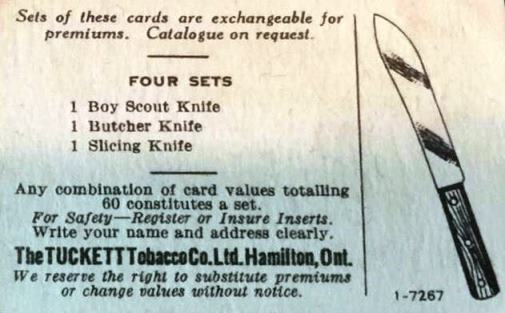 Sets of these cards are exchangeable for
premiums. Catalogue on request.
FOUR SETS
1 Boy Scout Knife
1 Butcher Knife
1 Slicing Knife
Any combination of card values totalling
60 constitutes a set.
For Safety—Register or Insure Inserts.
Write your name and address clearly.
The TUCKETT Tobacco Co. Ltd. Hamilton, Ont.
We reserve the right to substitute premiums
or change values without notice.
1-7267